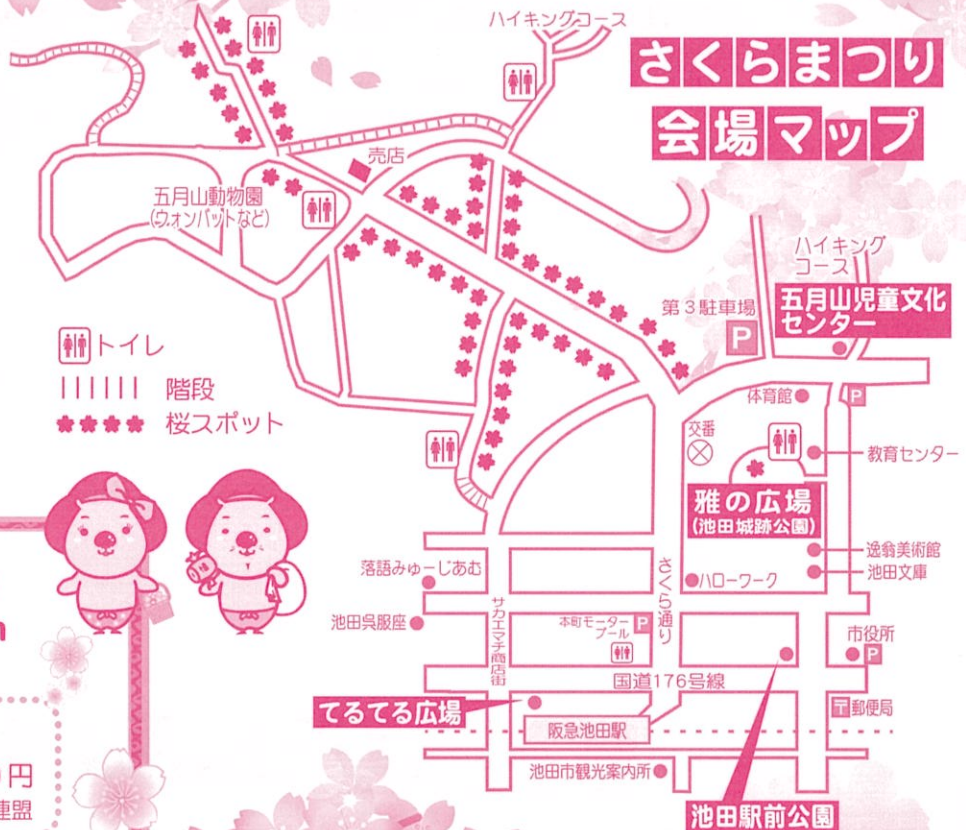 さくらまつり
会場マップ
ハイキングコース
売店
五月山動物園
(ウォンバットなど)
ハイキング
コース
五月山児童文化
センター
第3駐車場
P
トイレ
階段
桜スポット
体育館
P
交番
教育センター
雅の広場
(池田城跡公園)
逸翁美術館
池田文庫
ハローワーク
落語みゅーじあむ
池田呉服座
サカエマチ商店街
さくら通り
本町モーター
プール
P
市役所
P
国道176号線
てるてる広場
阪急池田駅
〒郵便局
池田市観光案内所
池田駅前公園
円
連盟